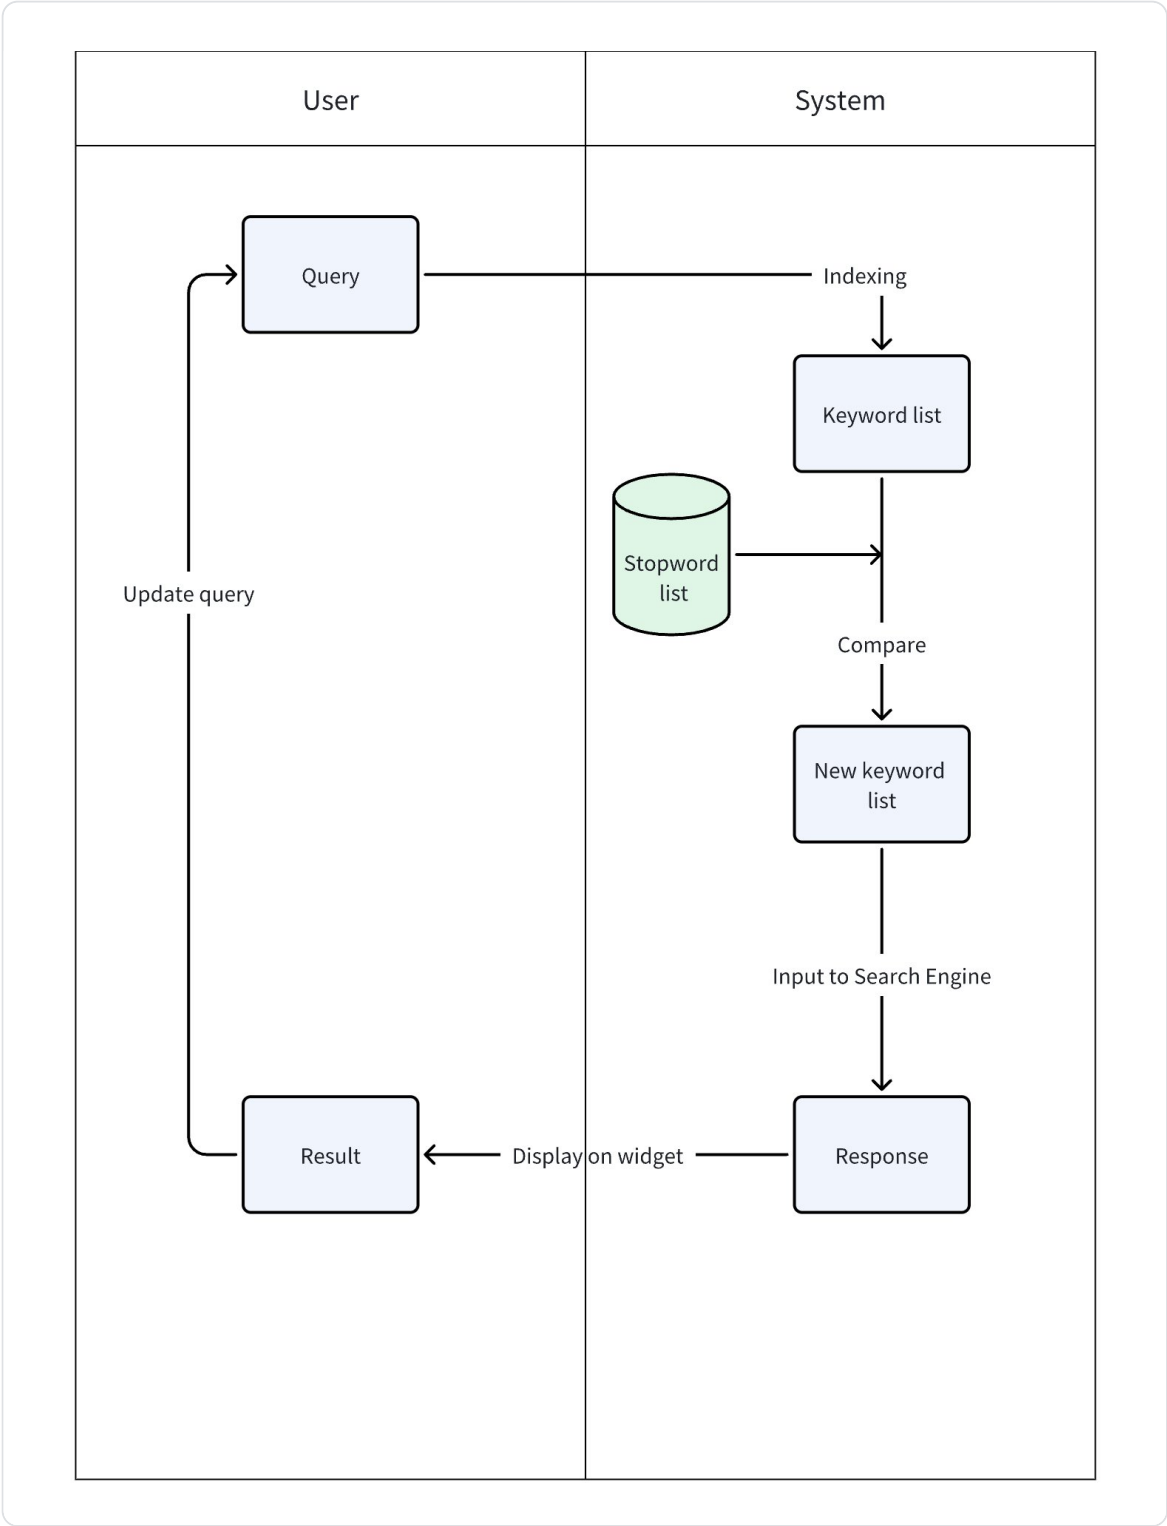 User
System
Query
Indexing
Keyword list
Stopword
list
Update query
Compare
New keyword
list
Input to Search Engine
Result
Display on widget
Response